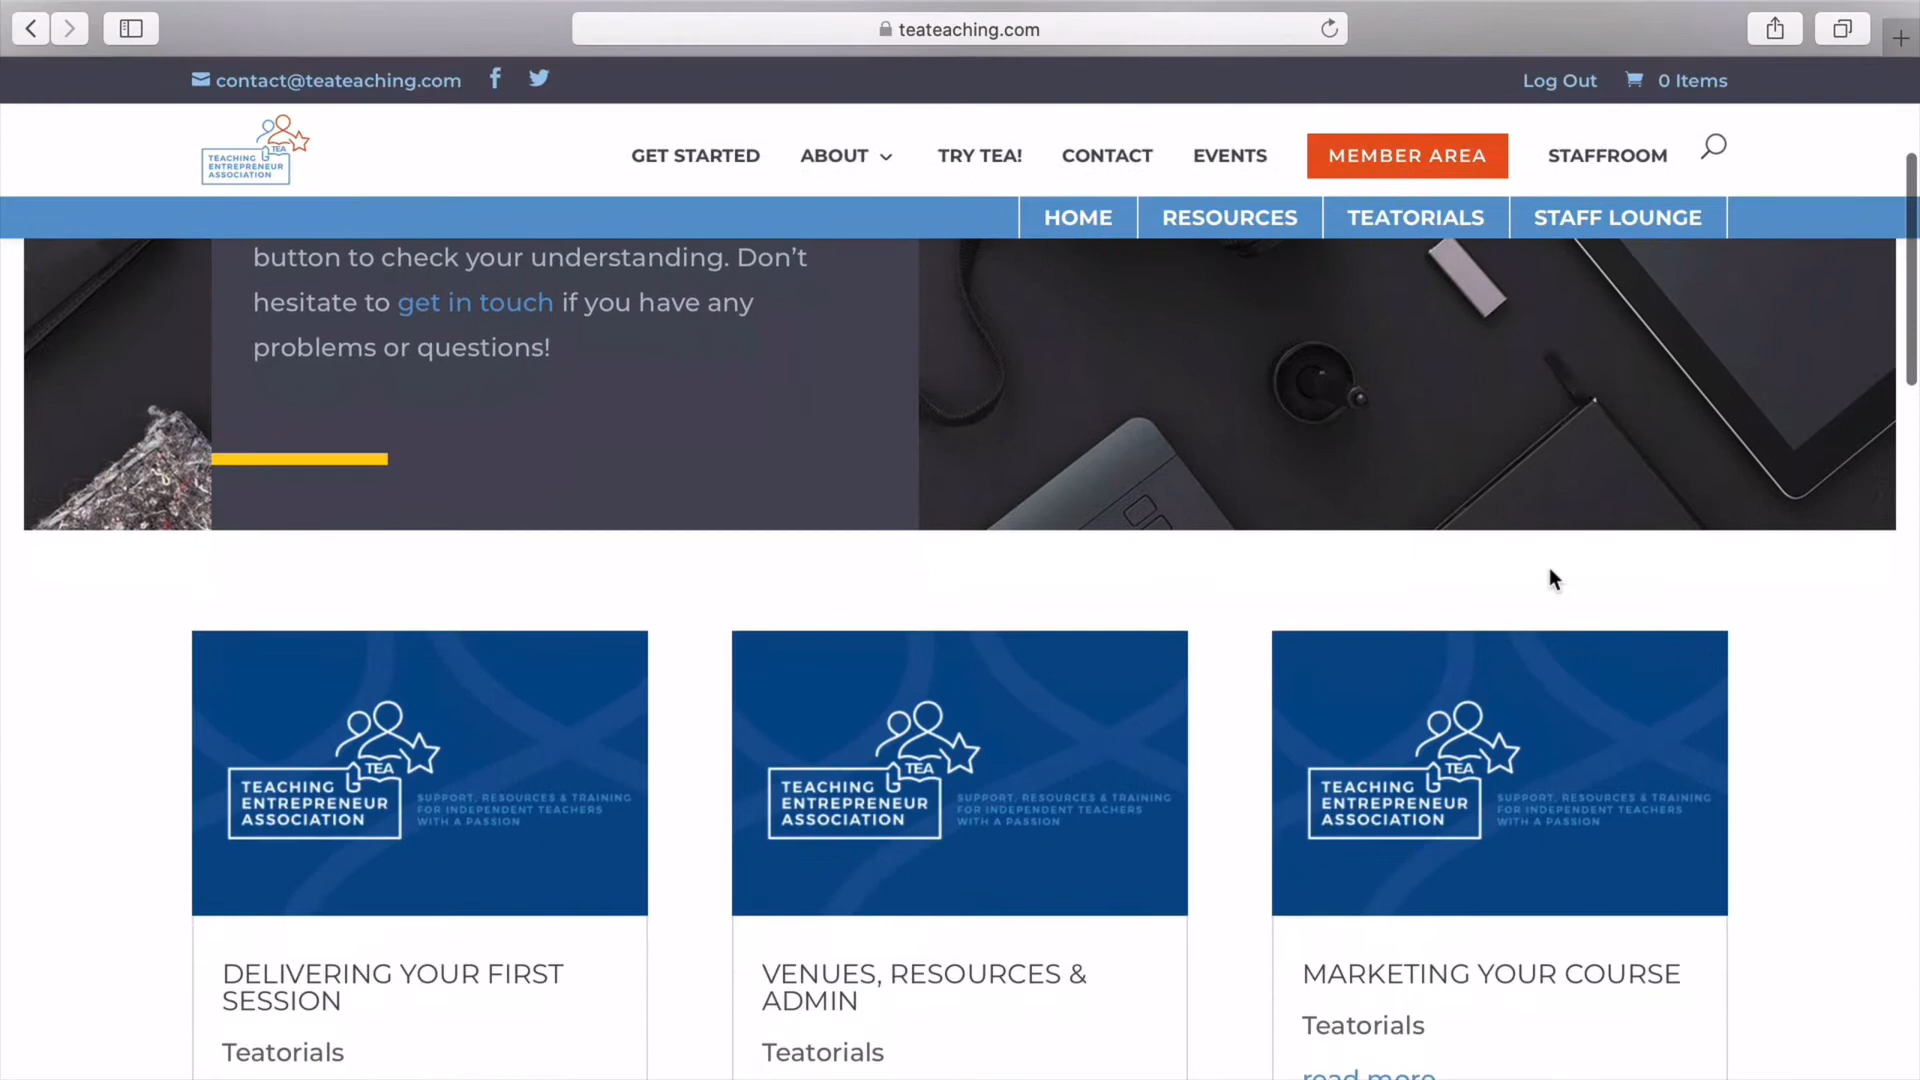 teateaching.com
contact@teateaching.com
Log Out
0 Items
TEACHING
ENTREPRENEUR
ASSOCIATION
TEA
GET STARTED
ABOUT
TRY TEA!
CONTACT
EVENTS
MEMBER AREA
STAFFROOM
HOME
RESOURCES
TEATORIALS
STAFF LOUNGE
button to check your understanding. Don't
hesitate to get in touch if you have any
problems or questions!
TEA
TEACHING
ENTREPRENEUR
ASSOCIATION
SUPPORT, RESOURCES & TRAINING
FOR INDEPENDENT TEACHERS
WITH A PASSION
TEA
TEACHING
ENTREPRENEUR
ASSOCIATION
SUPPORT, RESOURCES & TRAINING
FOR INDEPENDENT TEACHERS
WITH A PASSION
TEA
TEACHING
ENTREPRENEUR
ASSOCIATION
SUPPORT, RESOURCES & TRAINING
FOR INDEPENDENT TEACHERS
WITH A PASSION
DELIVERING YOUR FIRST
SESSION
Teatorials
VENUES, RESOURCES &
ADMIN
Teatorials
MARKETING YOUR COURSE
Teatorials
read more